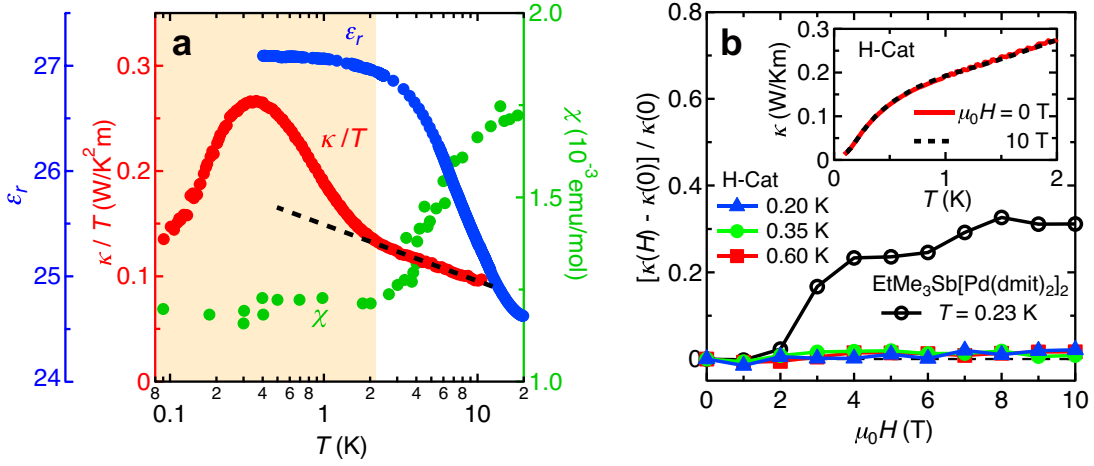 a
εr
27
26
25
24
εr
0.3
0.2
0.1
0
κ / T (W/K²m)
κ /T
χ
2.0
1.5
1.0
χ (10⁻³ emu/mol)
8
0.1
2
4
6
8
1
2
4
6
8
10
2
T (K)
b
0.8
0.6
0.4
0.2
0
[κ(H) - κ(0)] / κ(0)
H-Cat
0.3
0.2
0.1
0
κ (W/Km)
μ₀H = 0 T
10 T
0
1
2
T (K)
H-Cat
0.20 K
0.35 K
0.60 K
EtMe₃Sb[Pd(dmit)₂]₂
T = 0.23 K
0
2
4
6
8
10
μ₀H (T)